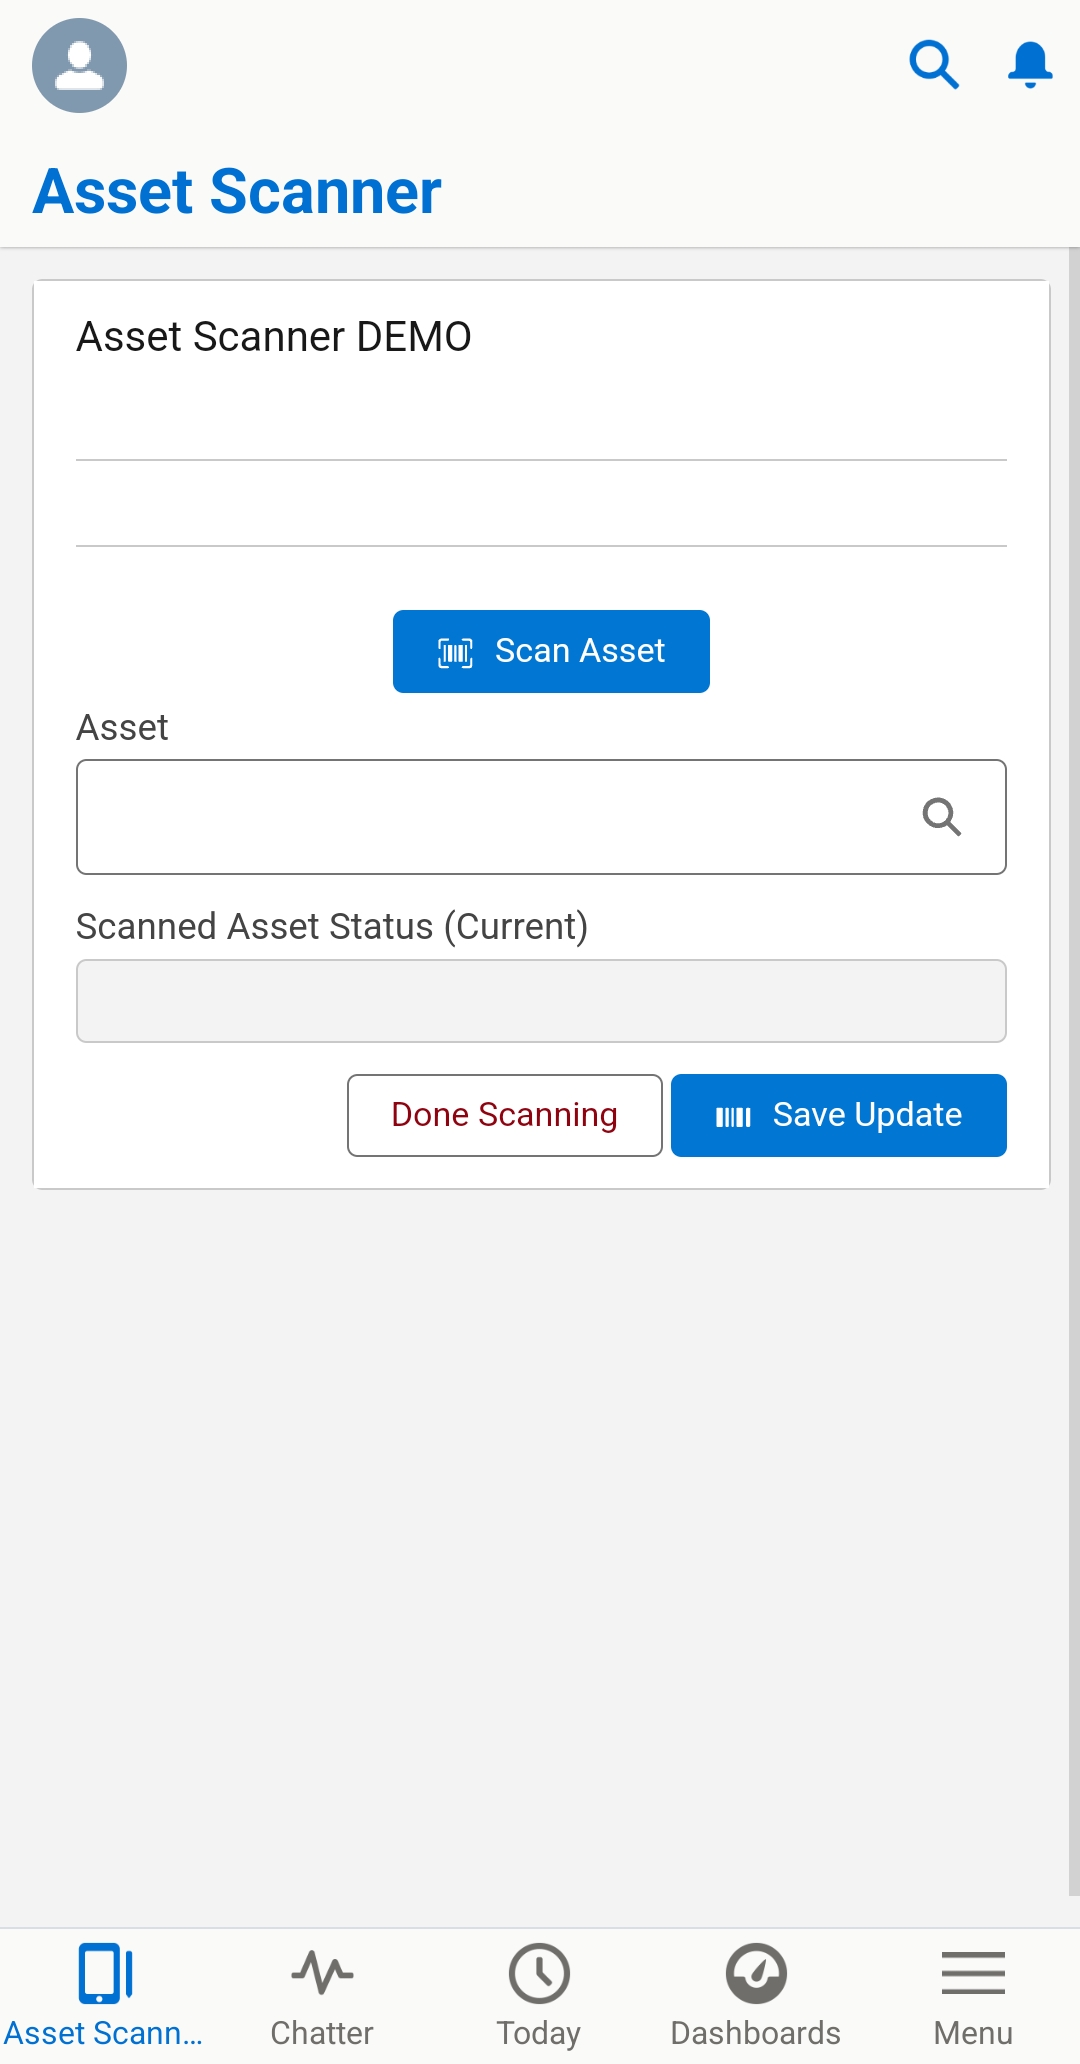 Asset Scanner
Asset Scanner DEMO
Scan Asset
Asset
Scanned Asset Status (Current)
Done Scanning
Save Update
Asset Scann...
Chatter
Today
Dashboards
Menu